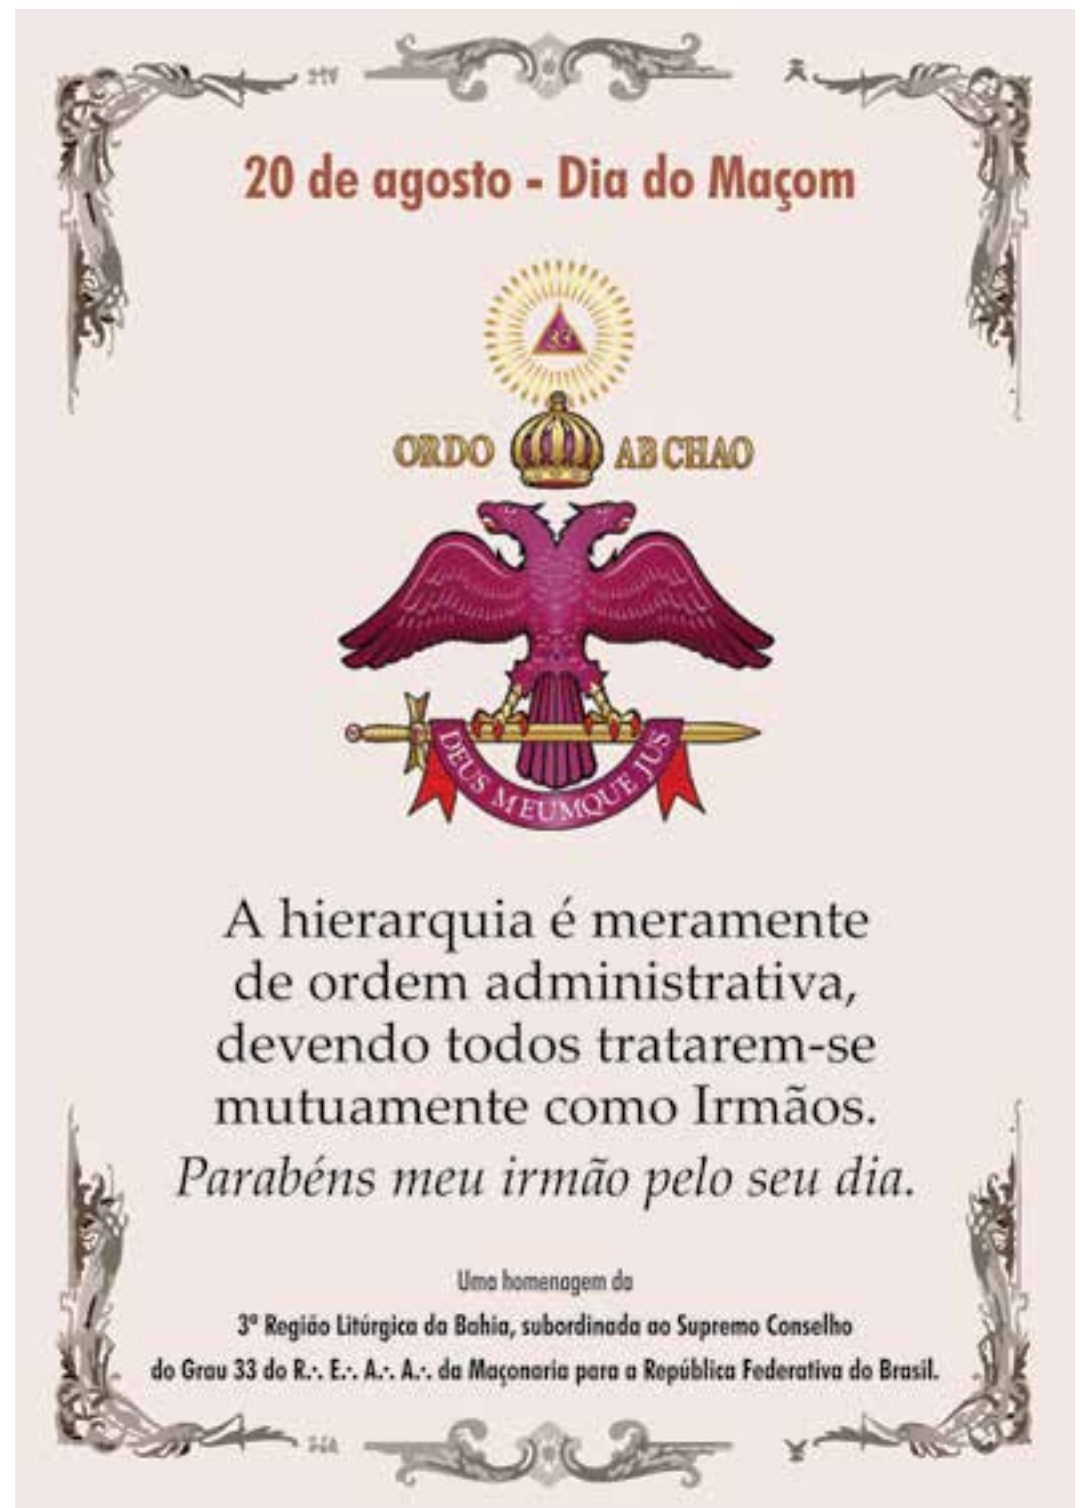 20 de agosto - Dia do Maçom
33
ORDO AB CHAO
DEUS MEUMQUE JUS
A hierarquia é meramente
de ordem administrativa,
devendo todos tratarem-se
mutuamente como Irmãos.
Parabéns meu irmão pelo seu dia.
Uma homenagem da
3ª Região Litúrgica da Bahia, subordinada ao Supremo Conselho
do Grau 33 do R.·. E.·. A.·. A.·. da Maçonaria para a República Federativa do Brasil.